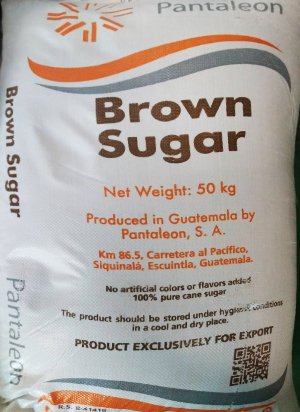 Pantaleon
Brown
Sugar
Net Weight: 50 kg
Produced in Guatemala by
Pantaleon, S. A.
Km 86.5, Carretera al Pacífico,
Siquinalá, Escuintla, Guatemala.
No artificial colors or flavors added
100% pure cane sugar
The product should be stored under hygienic conditions
in a cool and dry place.
PRODUCT EXCLUSIVELY FOR EXPORT
Brown Sugar
Pantaleon